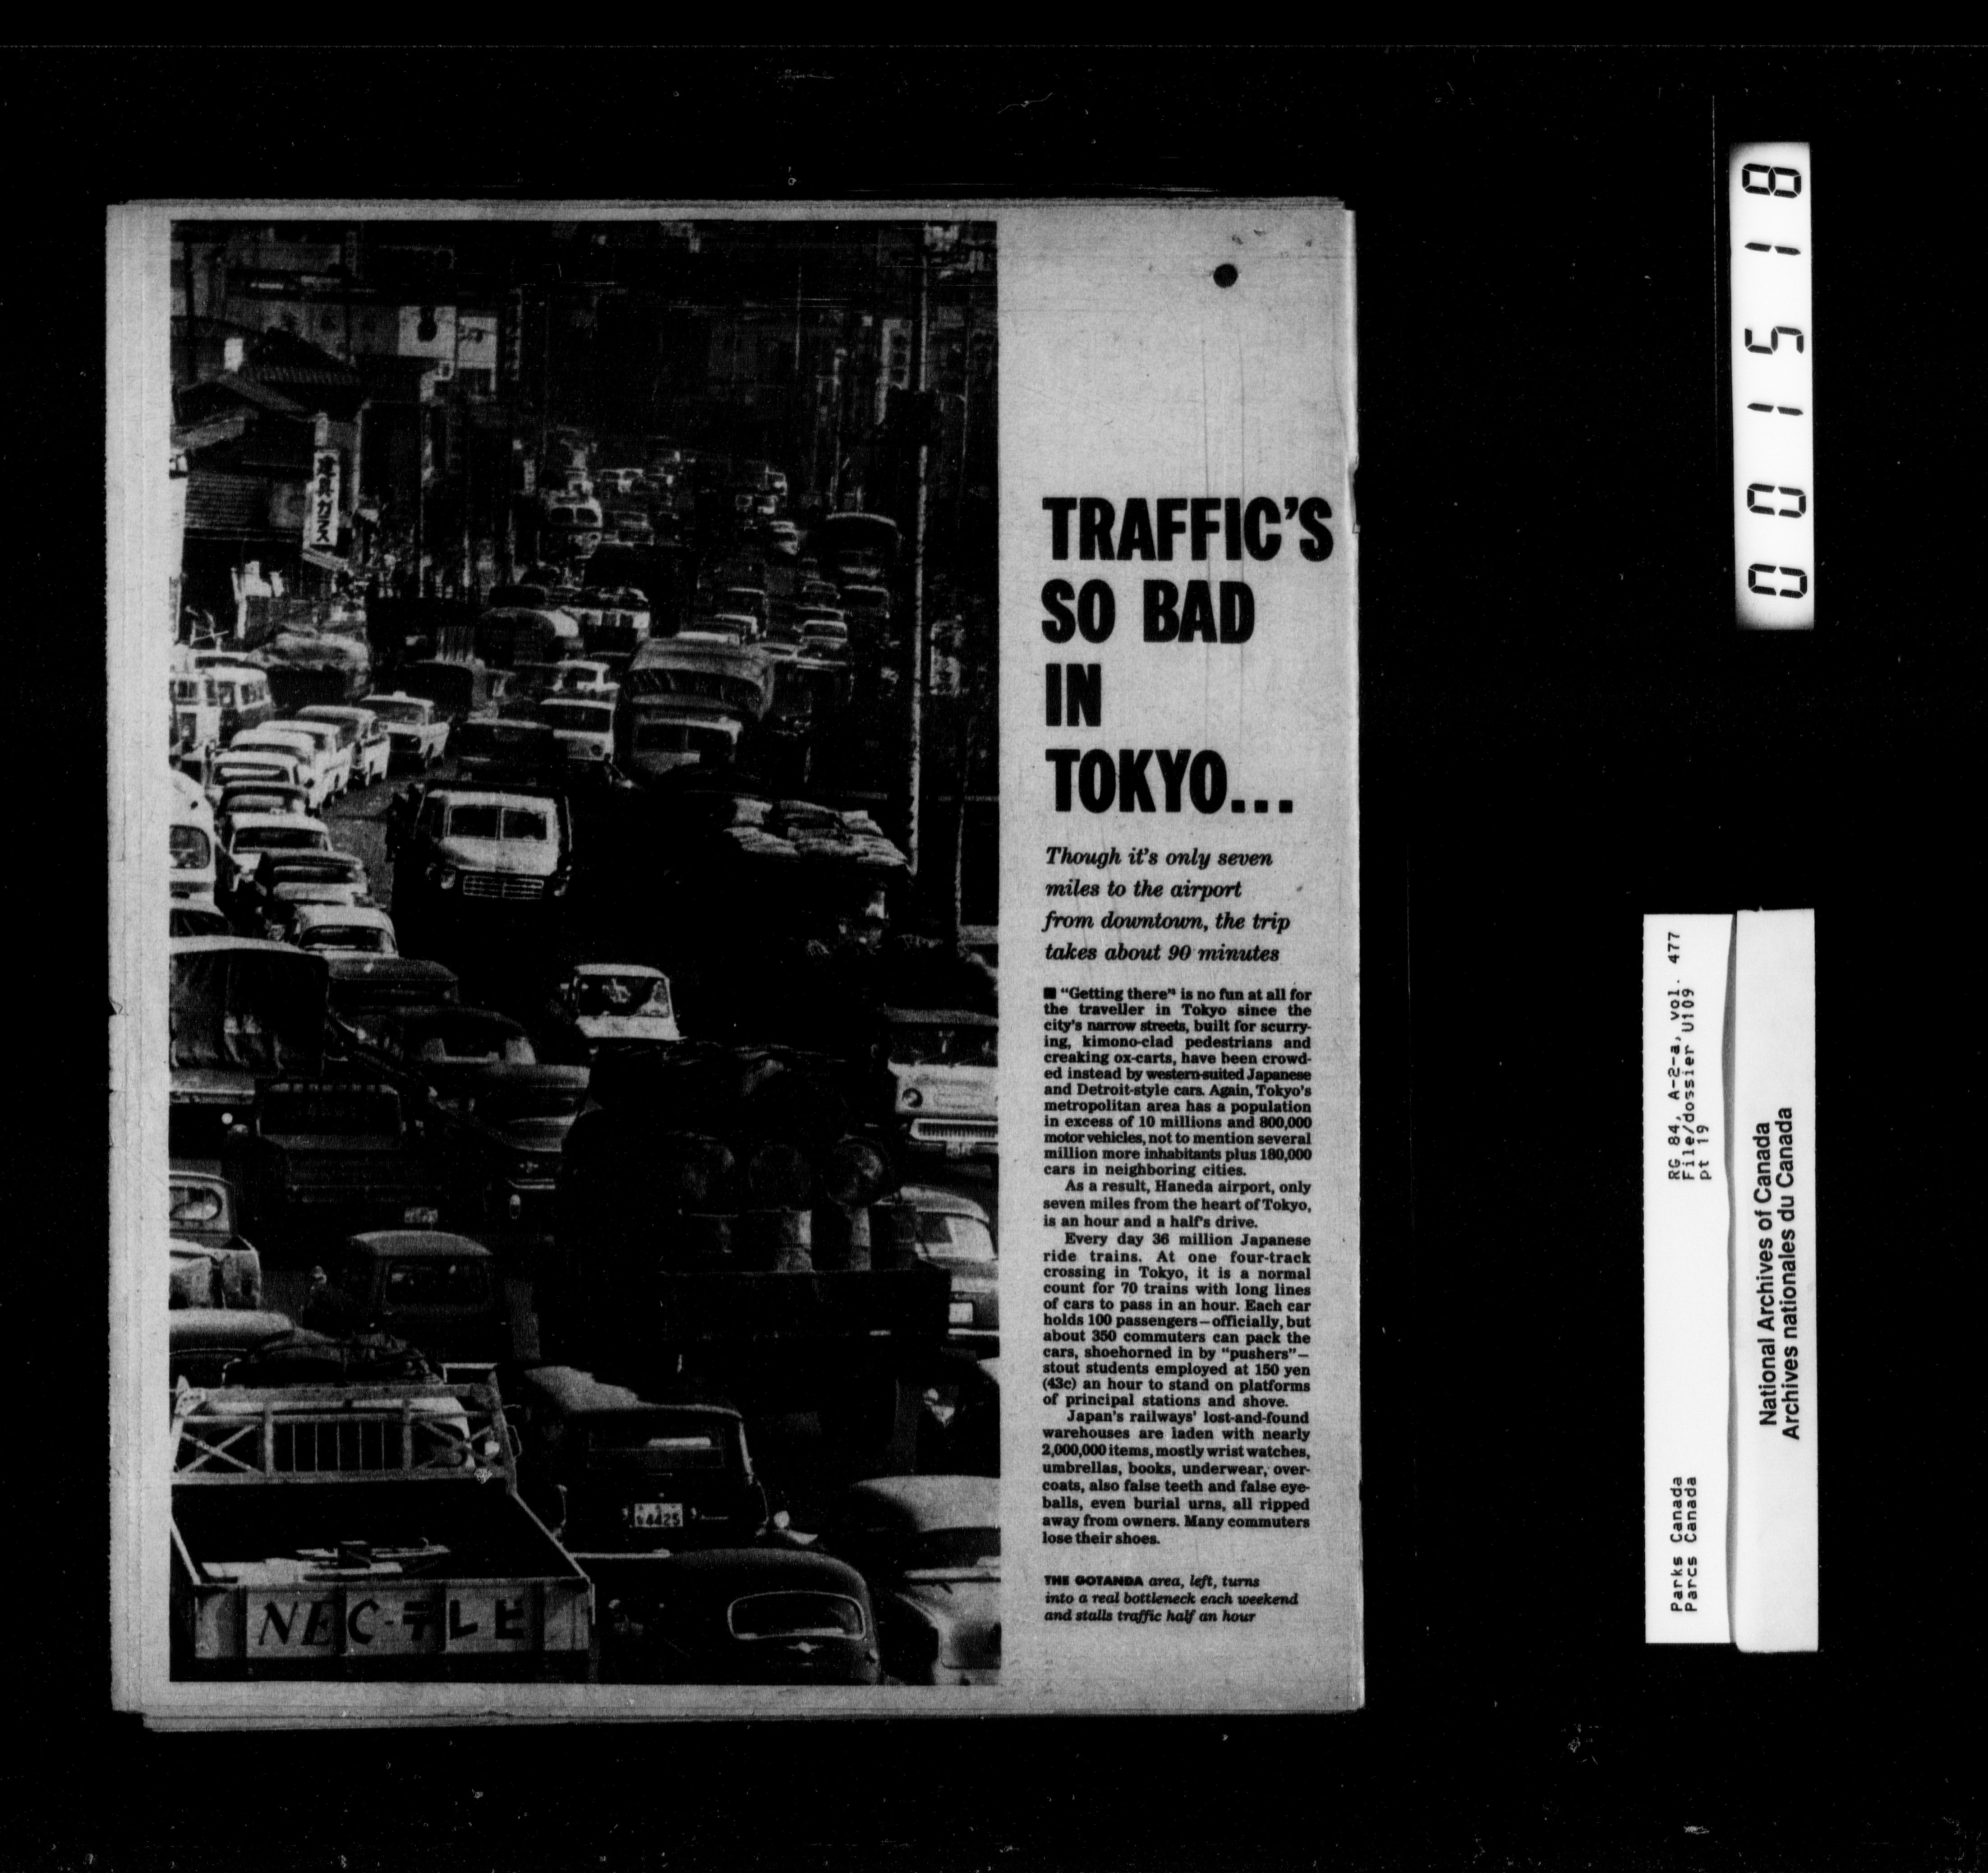 TRAFFIC'S
SO BAD
IN
TOKYO...
Though it's only seven
miles to the airport
from downtown, the trip
takes about 90 minutes
■ "Getting there" is no fun at all for
the traveller in Tokyo since the
city's narrow streets, built for scurry-
ing, kimono-clad pedestrians and
creaking ox-carts, have been crowd-
ed instead by western-suited Japanese
and Detroit-style cars. Again, Tokyo's
metropolitan area has a population
in excess of 10 millions and 800,000
motor vehicles, not to mention several
million more inhabitants plus 180,000
cars in neighboring cities.
As a result, Haneda airport, only
seven miles from the heart of Tokyo,
is an hour and a half's drive.
Every day 36 million Japanese
ride trains. At one four-track
crossing in Tokyo, it is a normal
count for 70 trains with long lines
of cars to pass in an hour. Each car
holds 100 passengers—officially, but
about 350 commuters can pack the
cars, shoehorned in by "pushers"—
stout students employed at 150 yen
(43c) an hour to stand on platforms
of principal stations and shove.
Japan's railways' lost-and-found
warehouses are laden with nearly
2,000,000 items, mostly wrist watches,
umbrellas, books, underwear, over-
coats, also false teeth and false eye-
balls, even burial urns, all ripped
away from owners. Many commuters
lose their shoes.
THE GOTANDA area, left, turns
into a real bottleneck each weekend
and stalls traffic half an hour
建具ガラス
4425
NEC-テレビ
001518
RG 84, A-2-a, vol. 477
File/dossier U109
pt 19
Parks Canada
Parcs Canada
National Archives of Canada
Archives nationales du Canada